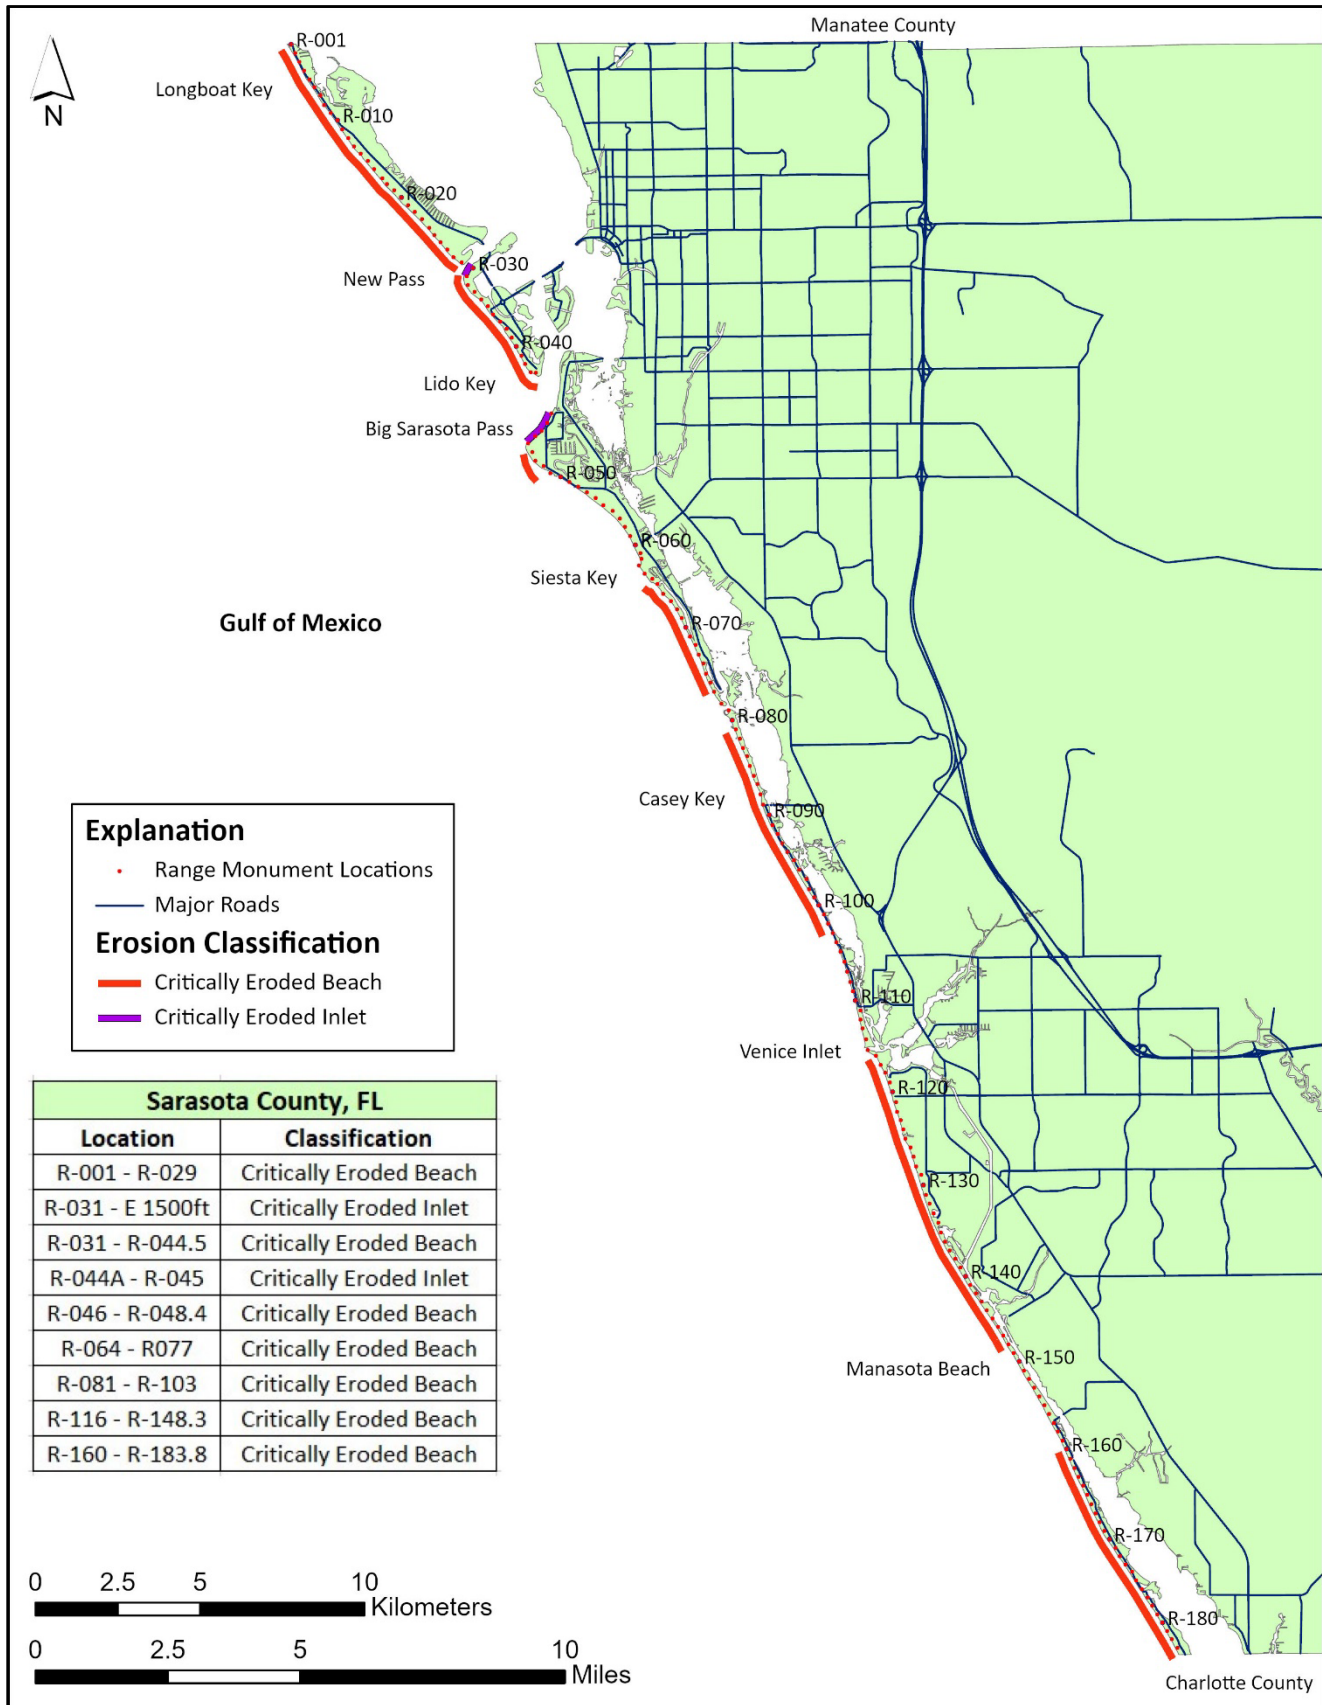 Manatee County
R-001
N
Longboat Key
R-010
R-020
R-030
New Pass
R-040
Lido Key
Big Sarasota Pass
R-050
R-060
Siesta Key
Gulf of Mexico
R-070
R-080
Casey Key
R-090
R-100
R-110
Venice Inlet
R-120
R-130
R-140
R-150
Manasota Beach
R-160
R-170
R-180
Charlotte County
Explanation
Range Monument Locations
Major Roads
Erosion Classification
Critically Eroded Beach
Critically Eroded Inlet
Sarasota County, FL
Location Classification
R-001 - R-029 Critically Eroded Beach
R-031 - E 1500ft Critically Eroded Inlet
R-031 - R-044.5 Critically Eroded Beach
R-044A - R-045 Critically Eroded Inlet
R-046 - R-048.4 Critically Eroded Beach
R-064 - R077 Critically Eroded Beach
R-081 - R-103 Critically Eroded Beach
R-116 - R-148.3 Critically Eroded Beach
R-160 - R-183.8 Critically Eroded Beach
0 2.5 5 10
Kilometers
0 2.5 5 10
Miles